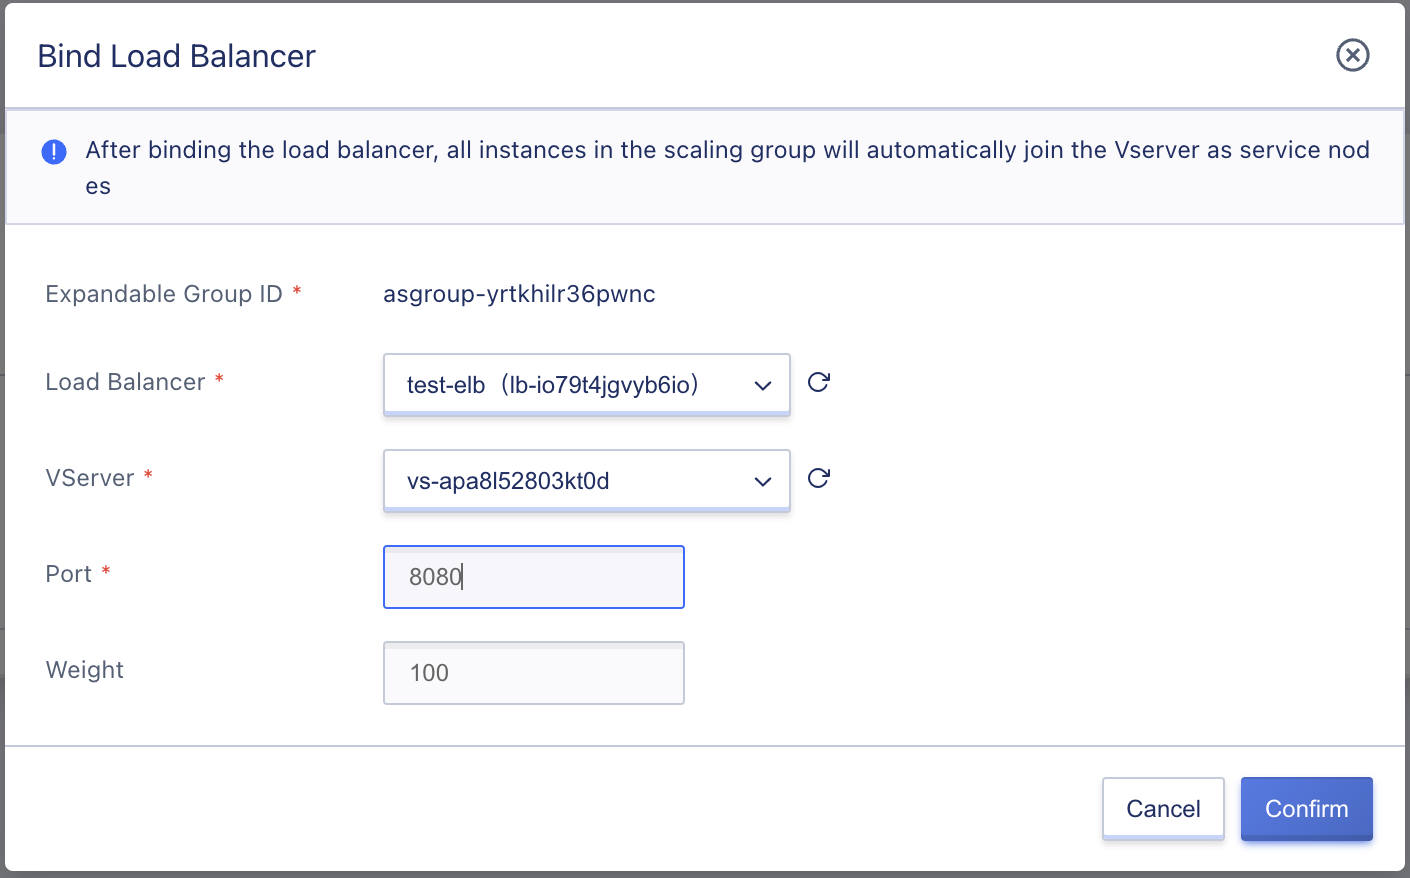 Bind Load Balancer
After binding the load balancer, all instances in the scaling group will automatically join the Vserver as service nod
es
Expandable Group ID * asgroup-yrtkhilr36pwnc
Load Balancer * test-elb（lb-io79t4jgvyb6io）
VServer * vs-apa8l52803kt0d
Port * 8080
Weight 100
Cancel Confirm